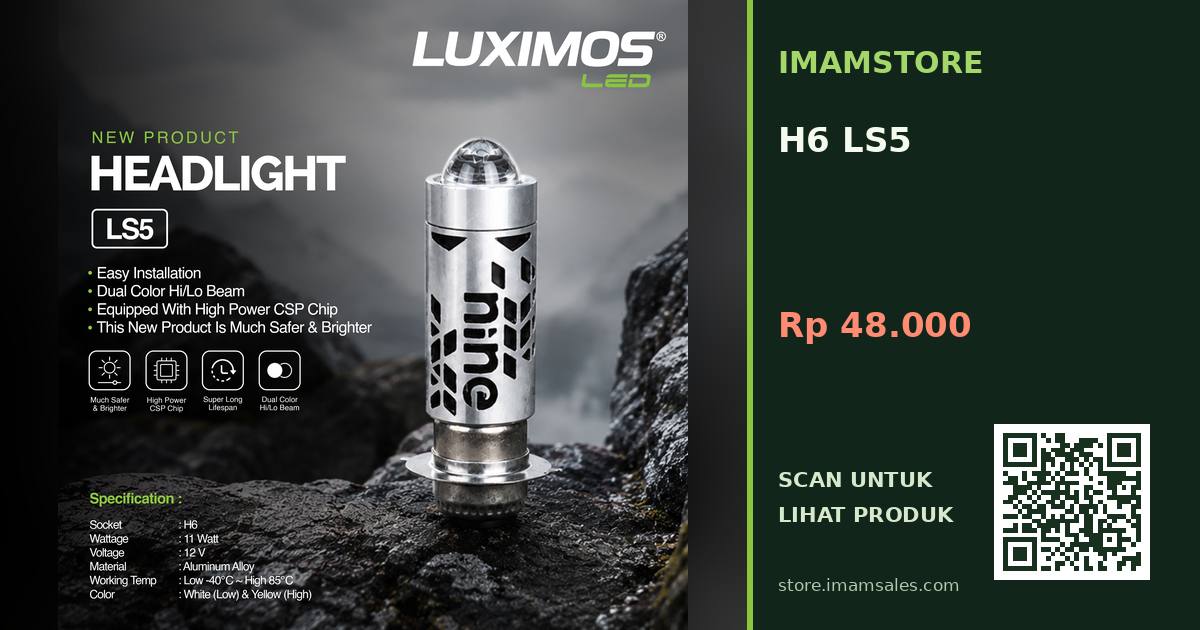 LUXIMOS®
LED
NEW PRODUCT
HEADLIGHT
LS5
• Easy Installation
• Dual Color Hi/Lo Beam
• Equipped With High Power CSP Chip
• This New Product Is Much Safer & Brighter
Much Safer & Brighter
High Power CSP Chip
Super Long Lifespan
Dual Color Hi/Lo Beam
nine
Specification :
Socket : H6
Wattage : 11 Watt
Voltage : 12 V
Material : Aluminum Alloy
Working Temp : Low -40°C ~ High 85°C
Color : White (Low) & Yellow (High)
IMAMSTORE
H6 LS5
Rp 48.000
SCAN UNTUK
LIHAT PRODUK
store.imamsales.com